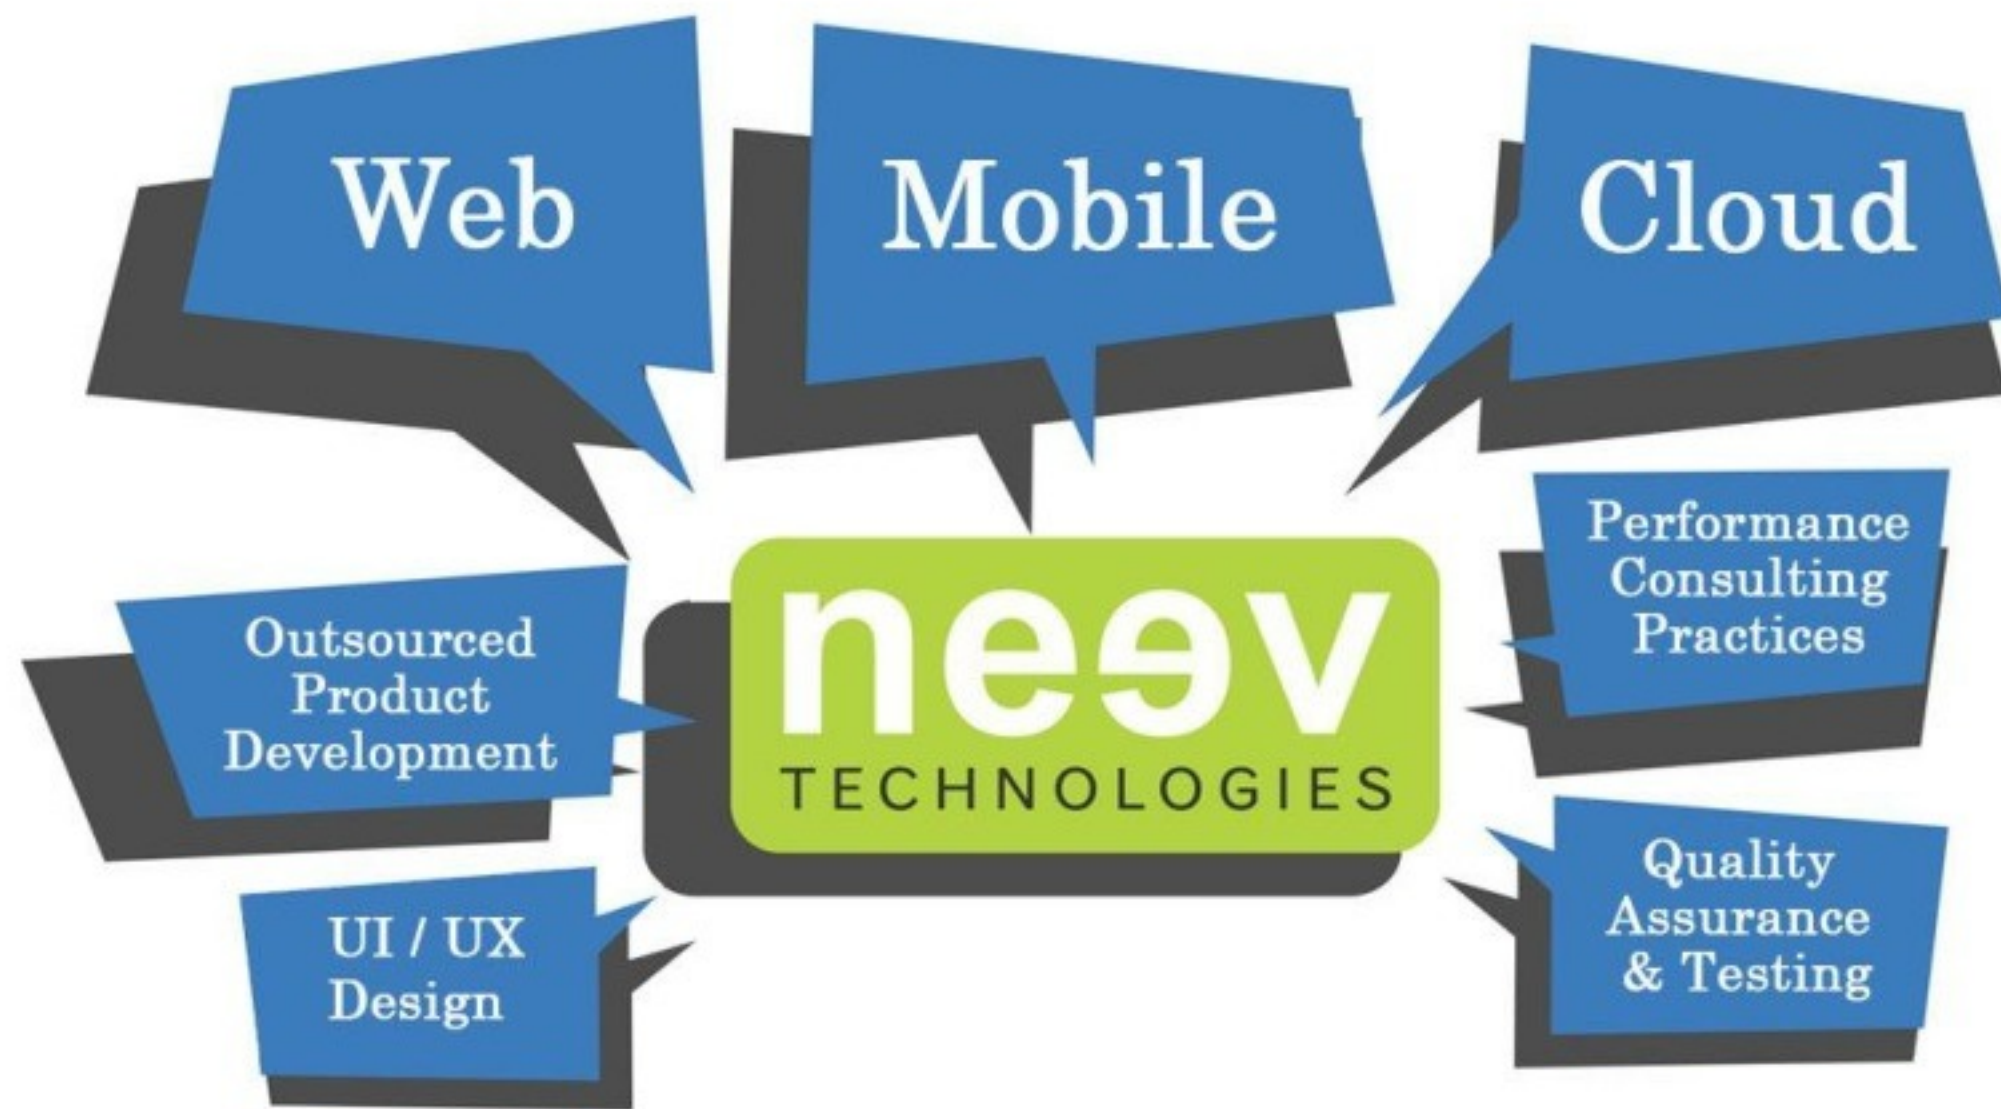 Web
Mobile
Cloud
Outsourced
Product
Development
neev
TECHNOLOGIES
Performance
Consulting
Practices
UI / UX
Design
Quality
Assurance
& Testing